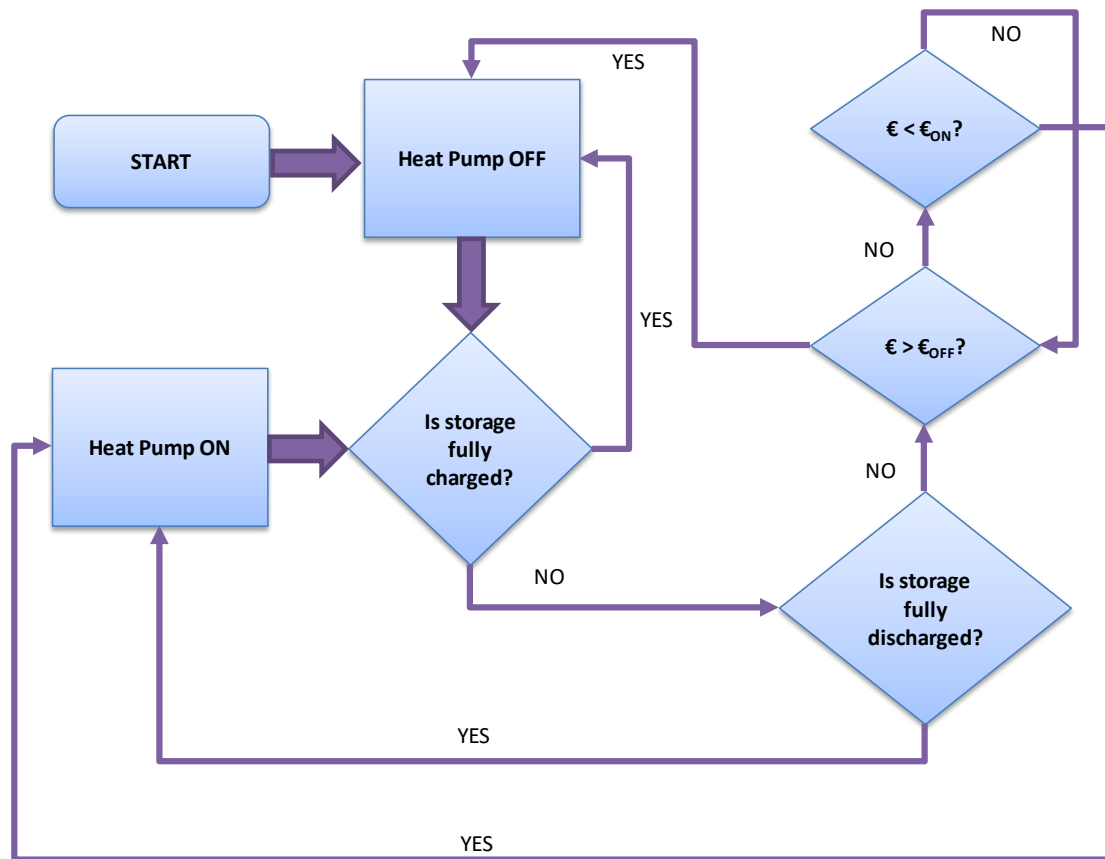 NO
YES
€ < €ON?
START
Heat Pump OFF
NO
YES
€ > €OFF?
Heat Pump ON
Is storage
fully
charged?
NO
NO
Is storage
fully
discharged?
YES
YES